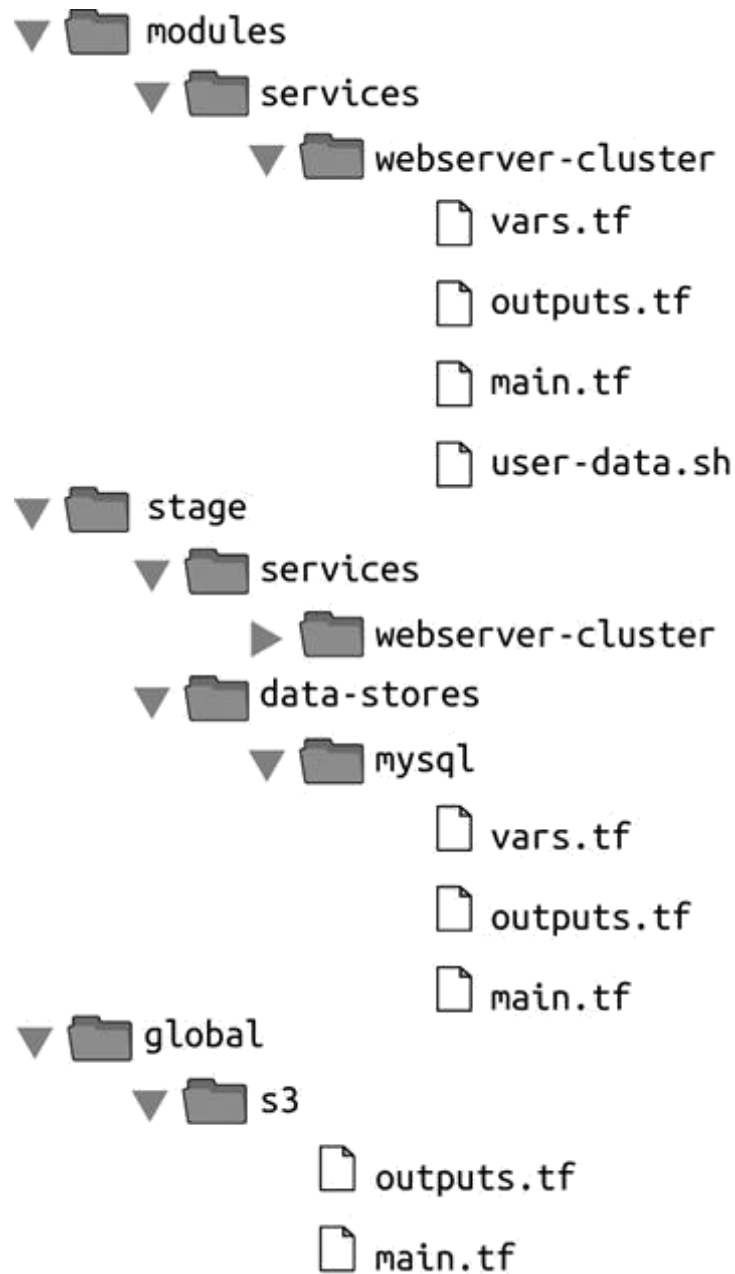 modules
services
webserver-cluster
vars.tf
outputs.tf
main.tf
user-data.sh
stage
services
webserver-cluster
data-stores
mysql
vars.tf
outputs.tf
main.tf
global
s3
outputs.tf
main.tf